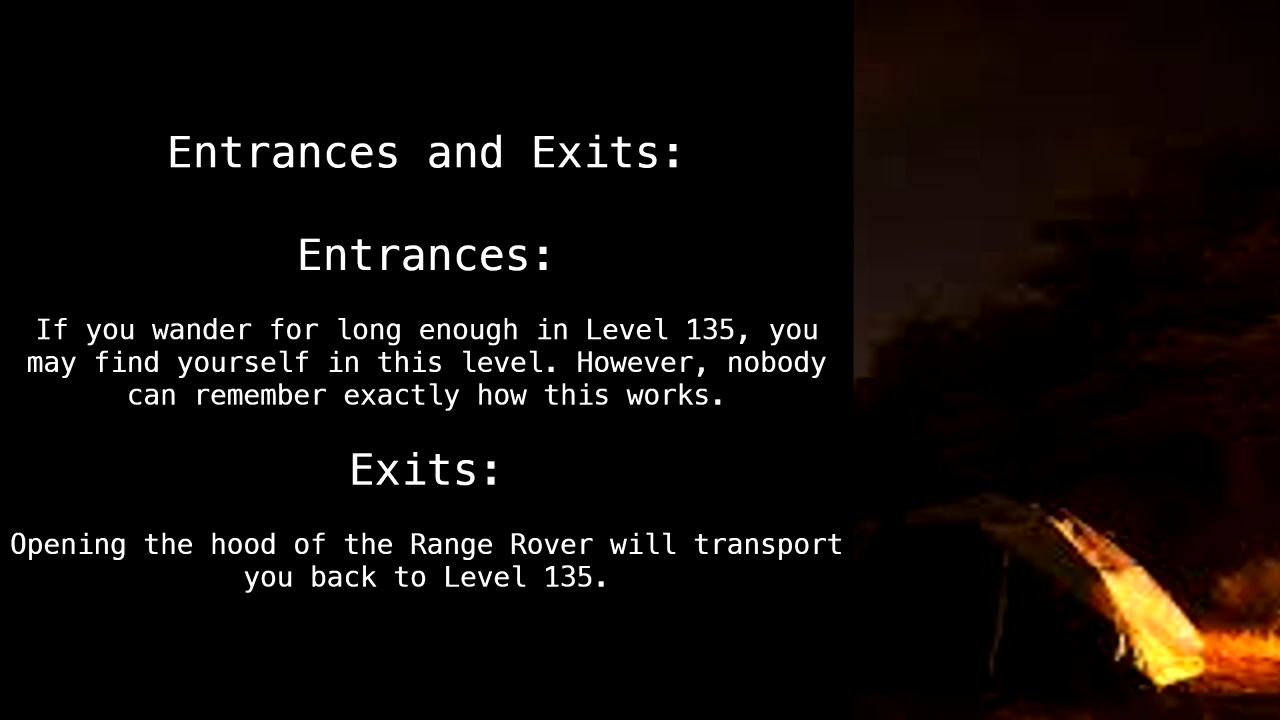 Entrances and Exits:
Entrances:
If you wander for long enough in Level 135, you
may find yourself in this level. However, nobody
can remember exactly how this works.
Exits:
Opening the hood of the Range Rover will transport
you back to Level 135.